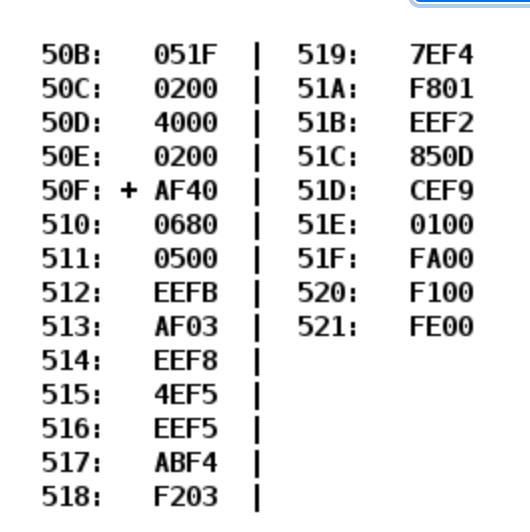 50B: 051F | 519: 7EF4
50C: 0200 | 51A: F801
50D: 4000 | 51B: EEF2
50E: 0200 | 51C: 850D
50F: + AF40 | 51D: CEF9
510: 0680 | 51E: 0100
511: 0500 | 51F: FA00
512: EEFB | 520: F100
513: AF03 | 521: FE00
514: EEF8 |
515: 4EF5 |
516: EEF5 |
517: ABF4 |
518: F203 |